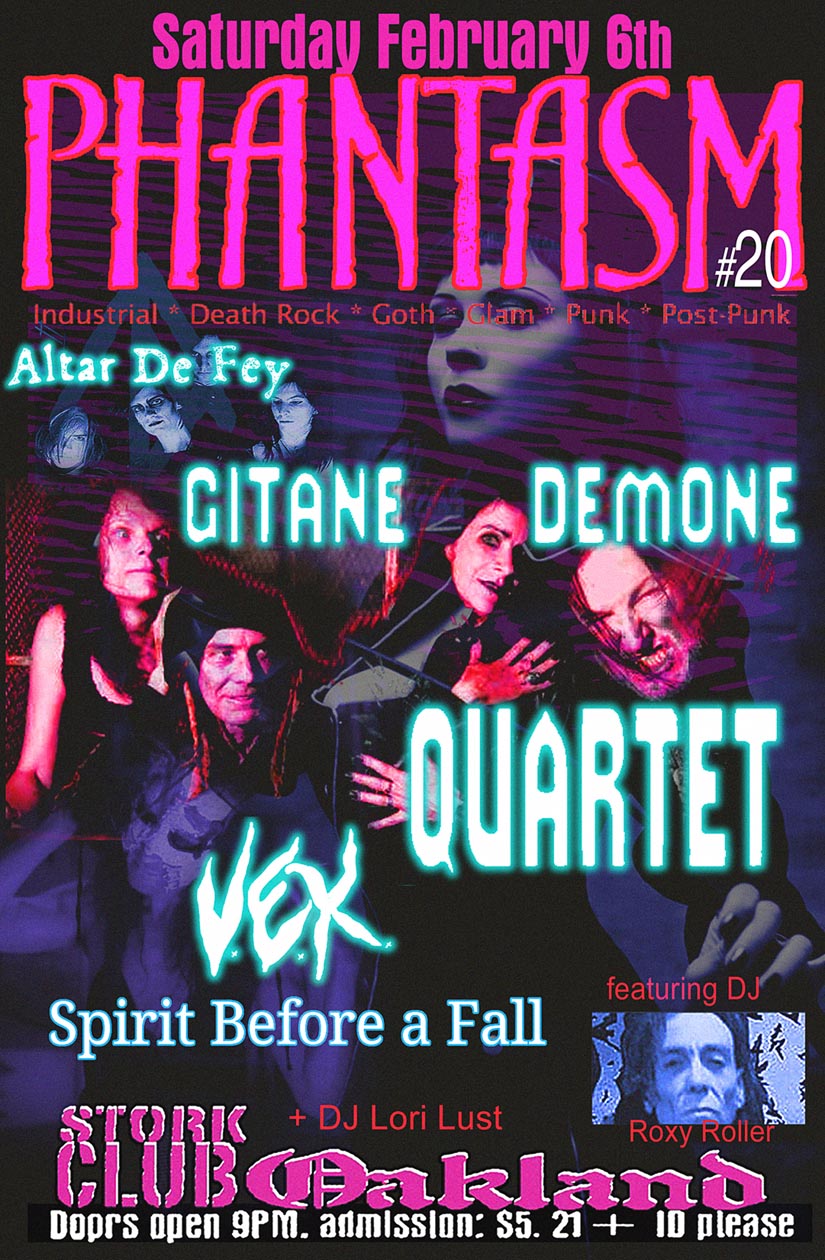 Saturday February 6th
PHANTASM
#20
Industrial * Death Rock * Goth * Glam * Punk * Post-Punk
Altar De Fey
GITANE DEMONE
QUARTET
V.E.X.
Spirit Before a Fall
featuring DJ
Roxy Roller
+ DJ Lori Lust
STORK
CLUB Oakland
Doors open 9PM. admission: $5. 21 + ID please